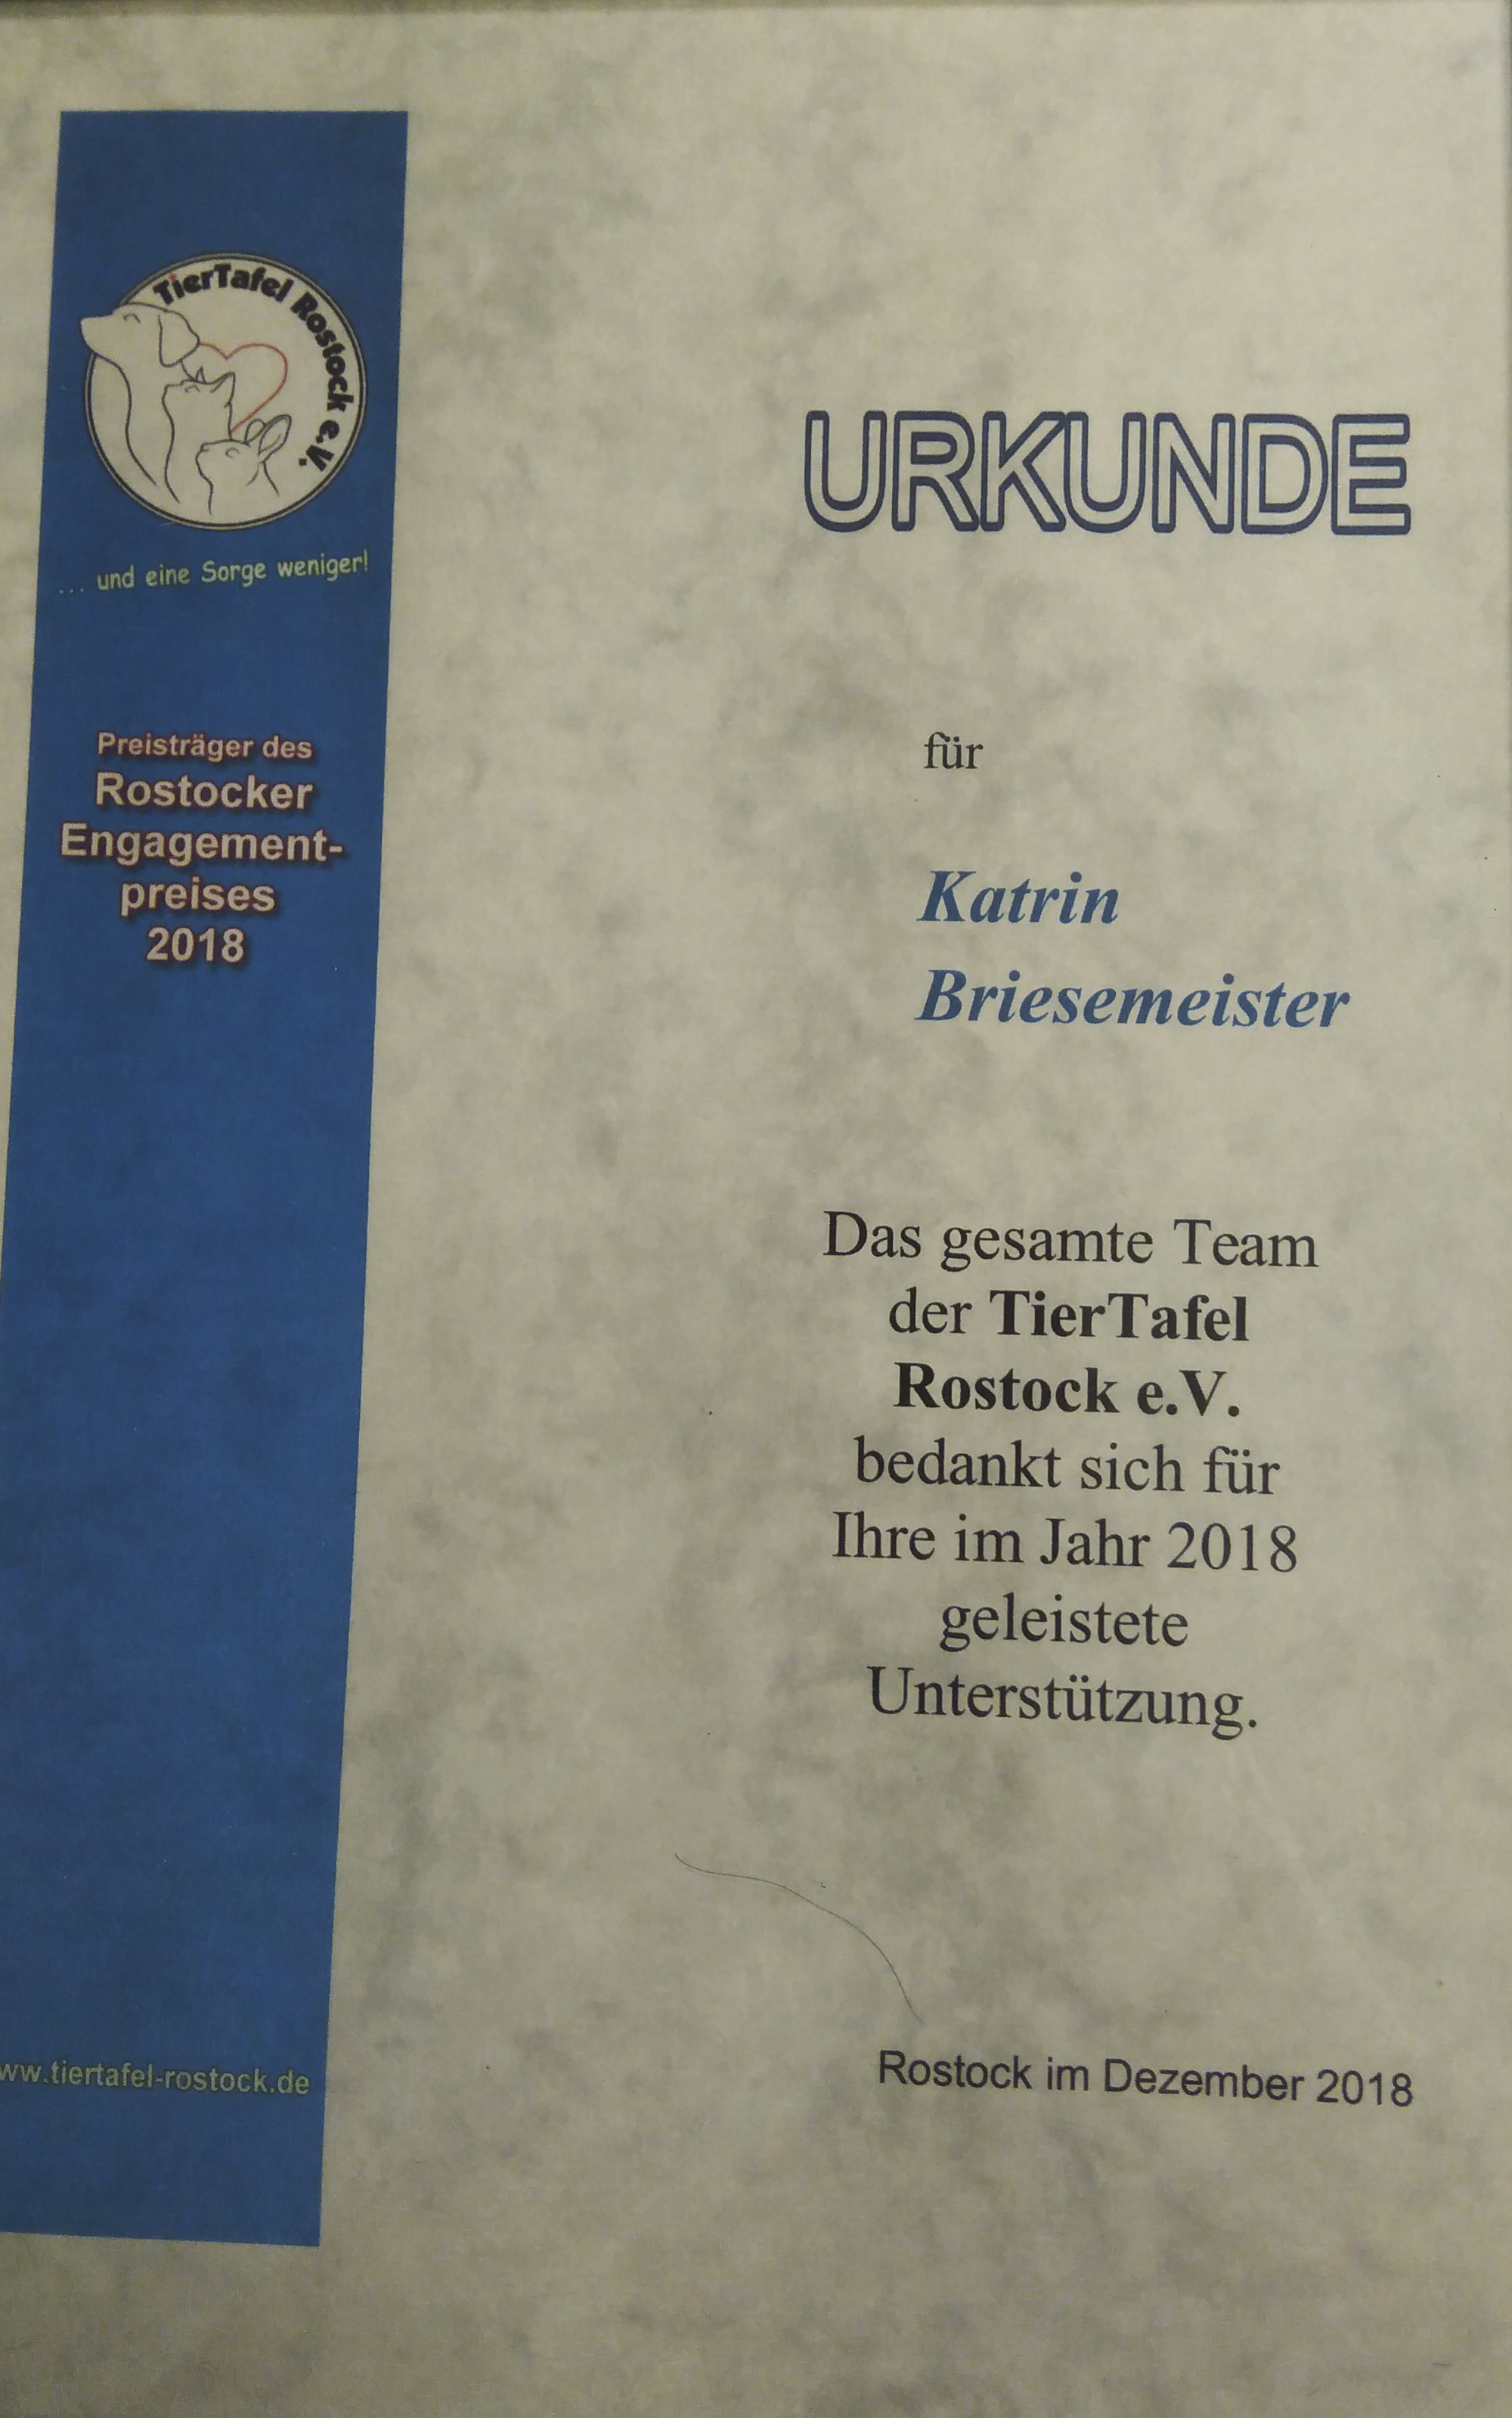 TierTafel Rostock e.V.
... und eine Sorge weniger!
Preisträger des
Rostocker
Engagement-
preises
2018
ww.tiertafel-rostock.de
URKUNDE
für
Katrin
Briesemeister
Das gesamte Team
der TierTafel
Rostock e.V.
bedankt sich für
Ihre im Jahr 2018
geleistete
Unterstützung.
Rostock im Dezember 2018